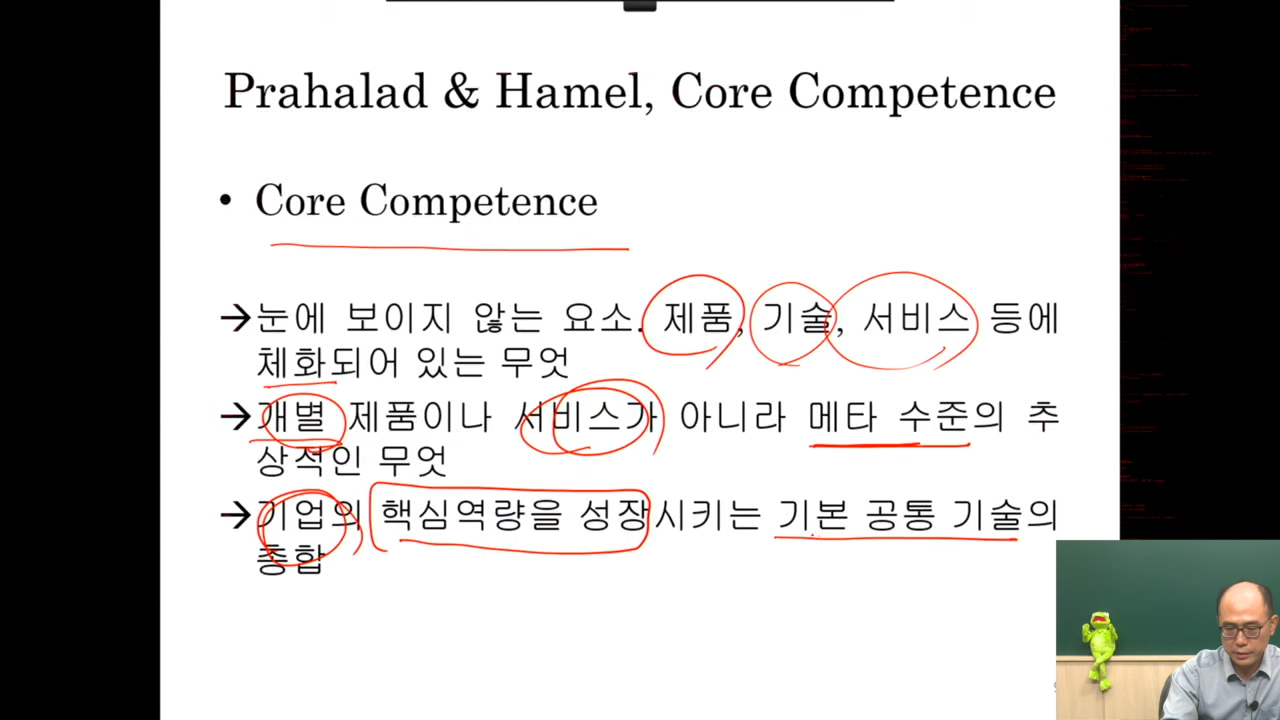 Prahalad & Hamel, Core Competence
• Core Competence
→눈에 보이지 않는 요소. 제품, 기술, 서비스 등에
체화되어 있는 무엇
→개별 제품이나 서비스가 아니라 메타 수준의 추
상적인 무엇
→기업의 핵심역량을 성장시키는 기본 공통 기술의
총합